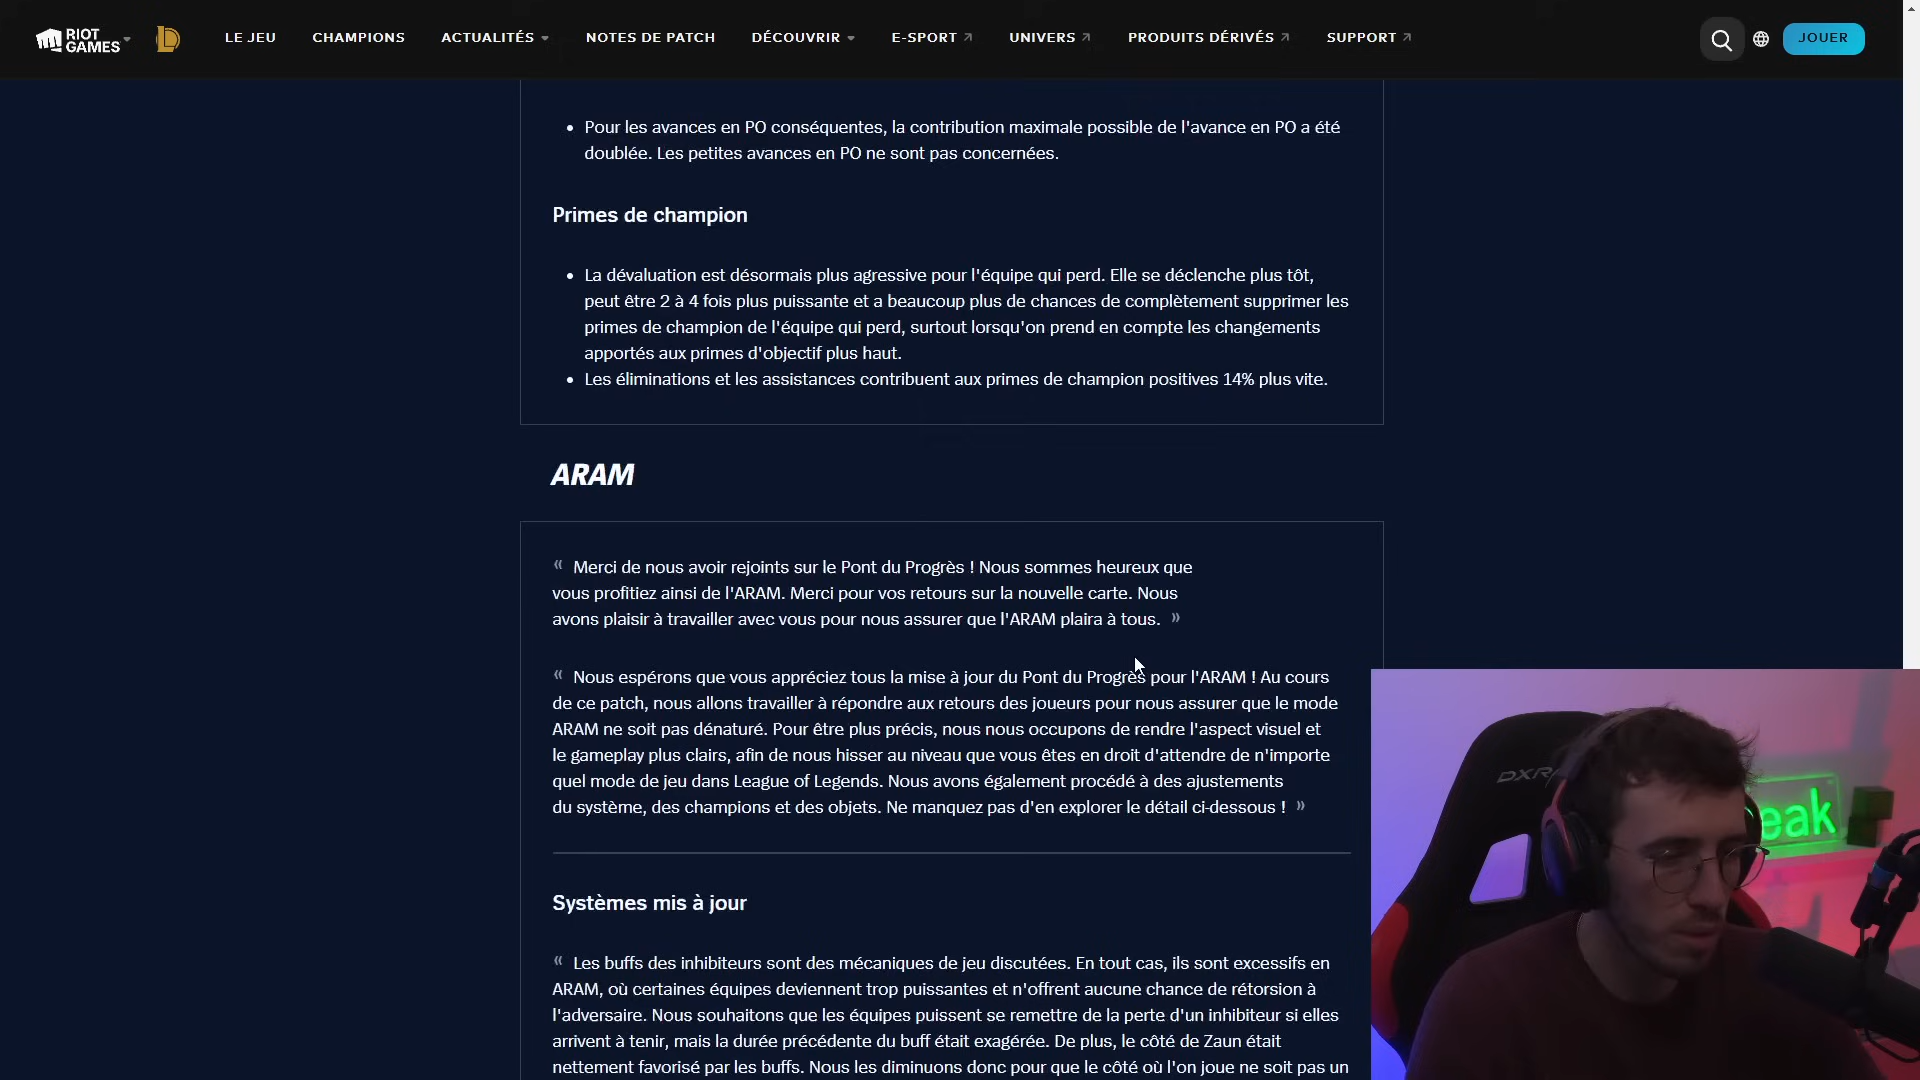 RIOT GAMES
LE JEU
CHAMPIONS
ACTUALITÉS
NOTES DE PATCH
DÉCOUVRIR
E-SPORT
UNIVERS
PRODUITS DÉRIVÉS
SUPPORT
JOUER
• Pour les avances en PO conséquentes, la contribution maximale possible de l'avance en PO a été
doublée. Les petites avances en PO ne sont pas concernées.
Primes de champion
• La dévaluation est désormais plus agressive pour l'équipe qui perd. Elle se déclenche plus tôt,
peut être 2 à 4 fois plus puissante et a beaucoup plus de chances de complètement supprimer les
primes de champion de l'équipe qui perd, surtout lorsqu'on prend en compte les changements
apportés aux primes d'objectif plus haut.
• Les éliminations et les assistances contribuent aux primes de champion positives 14% plus vite.
ARAM
« Merci de nous avoir rejoints sur le Pont du Progrès ! Nous sommes heureux que
vous profitiez ainsi de l'ARAM. Merci pour vos retours sur la nouvelle carte. Nous
avons plaisir à travailler avec vous pour nous assurer que l'ARAM plaira à tous. »
« Nous espérons que vous appréciez tous la mise à jour du Pont du Progrès pour l'ARAM ! Au cours
de ce patch, nous allons travailler à répondre aux retours des joueurs pour nous assurer que le mode
ARAM ne soit pas dénaturé. Pour être plus précis, nous nous occupons de rendre l'aspect visuel et
le gameplay plus clairs, afin de nous hisser au niveau que vous êtes en droit d'attendre de n'importe
quel mode de jeu dans League of Legends. Nous avons également procédé à des ajustements
du système, des champions et des objets. Ne manquez pas d'en explorer le détail ci-dessous ! »
Systèmes mis à jour
« Les buffs des inhibiteurs sont des mécaniques de jeu discutées. En tout cas, ils sont excessifs en
ARAM, où certaines équipes deviennent trop puissantes et n'offrent aucune chance de rétorsion à
l'adversaire. Nous souhaitons que les équipes puissent se remettre de la perte d'un inhibiteur si elles
arrivent à tenir, mais la durée précédente du buff était exagérée. De plus, le côté de Zaun était
nettement favorisé par les buffs. Nous les diminuons donc pour que le côté où l'on joue ne soit pas un
DXR
eak